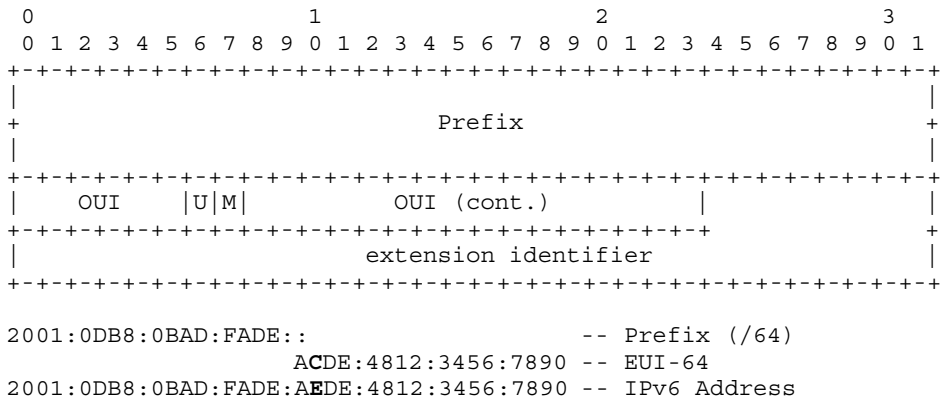 0                   1                   2                   3
 0 1 2 3 4 5 6 7 8 9 0 1 2 3 4 5 6 7 8 9 0 1 2 3 4 5 6 7 8 9 0 1
+-+-+-+-+-+-+-+-+-+-+-+-+-+-+-+-+-+-+-+-+-+-+-+-+-+-+-+-+-+-+-+-+
|                                                               |
+                             Prefix                            +
|                                                               |
+-+-+-+-+-+-+-+-+-+-+-+-+-+-+-+-+-+-+-+-+-+-+-+-+-+-+-+-+-+-+-+-+
|    OUI    |U|M|          OUI (cont.)          |               |
+-+-+-+-+-+-+-+-+-+-+-+-+-+-+-+-+-+-+-+-+-+-+-+-+               +
|                        extension identifier                   |
+-+-+-+-+-+-+-+-+-+-+-+-+-+-+-+-+-+-+-+-+-+-+-+-+-+-+-+-+-+-+-+-+
2001:0DB8:0BAD:FADE::                   -- Prefix (/64)
                    ACDE:4812:3456:7890 -- EUI-64
2001:0DB8:0BAD:FADE:AEDE:4812:3456:7890 -- IPv6 Address